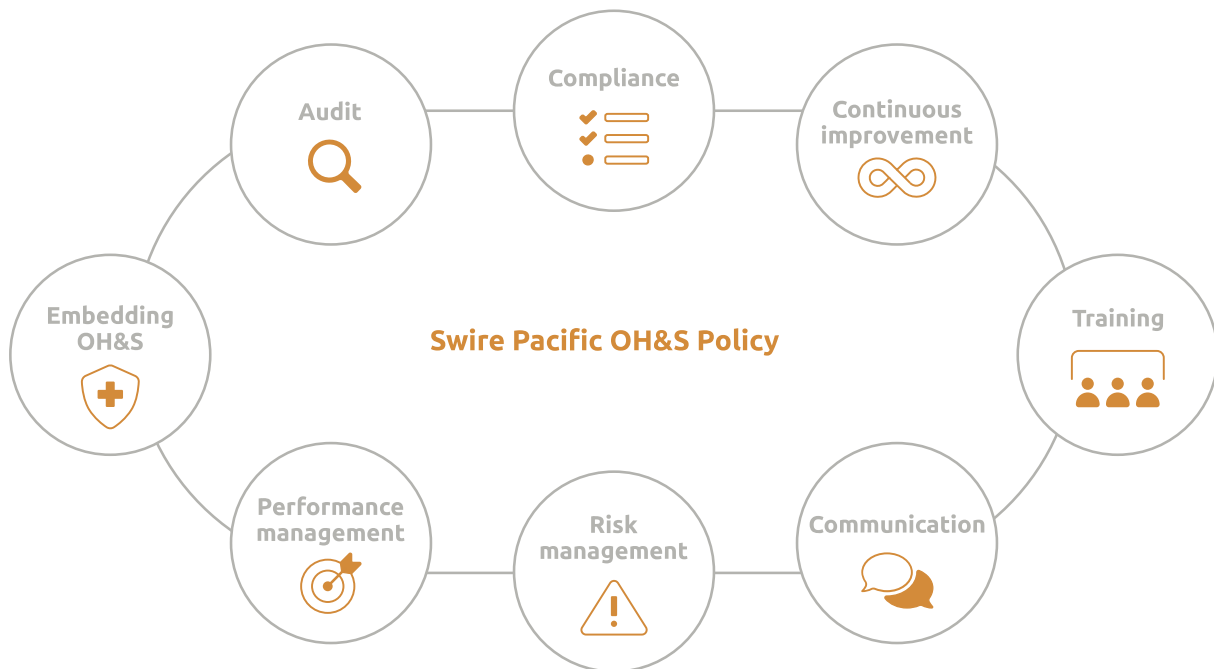 Compliance
Audit
Continuous
improvement
Embedding
OH&S
Swire Pacific OH&S Policy
Training
Performance
management
Risk
management
Communication